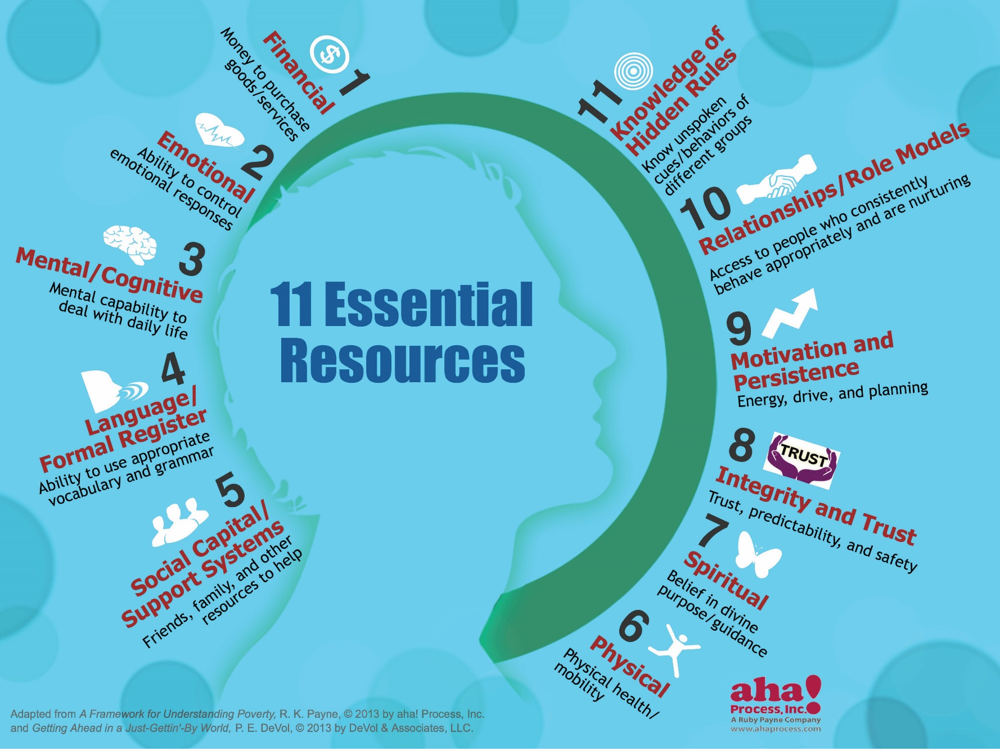 11 Essential
Resources
1
Financial
Money to purchase
goods/services
2
Emotional
Ability to control
emotional responses
3
Mental/Cognitive
Mental capability to
deal with daily life
4
Language/
Formal Register
Ability to use appropriate
vocabulary and grammar
5
Social Capital/
Support Systems
Friends, family, and other
resources to help
6
Physical
Physical health/
mobility
7
Spiritual
Belief in divine
purpose/guidance
8
TRUST
Integrity and Trust
Trust, predictability, and safety
9
Motivation and
Persistence
Energy, drive, and planning
10
Relationships/Role Models
Access to people who consistently
behave appropriately and are nurturing
11
Knowledge of
Hidden Rules
Know unspoken
cues/behaviors of
different groups
$
Adapted from A Framework for Understanding Poverty, R. K. Payne, © 2013 by aha! Process, Inc.
and Getting Ahead in a Just-Gettin'-By World, P. E. DeVol, © 2013 by DeVol & Associates, LLC.
aha!
Process, Inc.
A Ruby Payne Company
www.ahaprocess.com